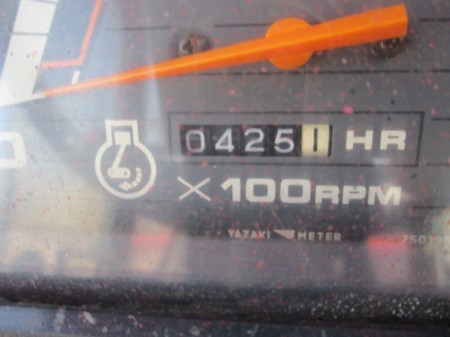 04251 HR
X 100RPM
YAZAKI METER